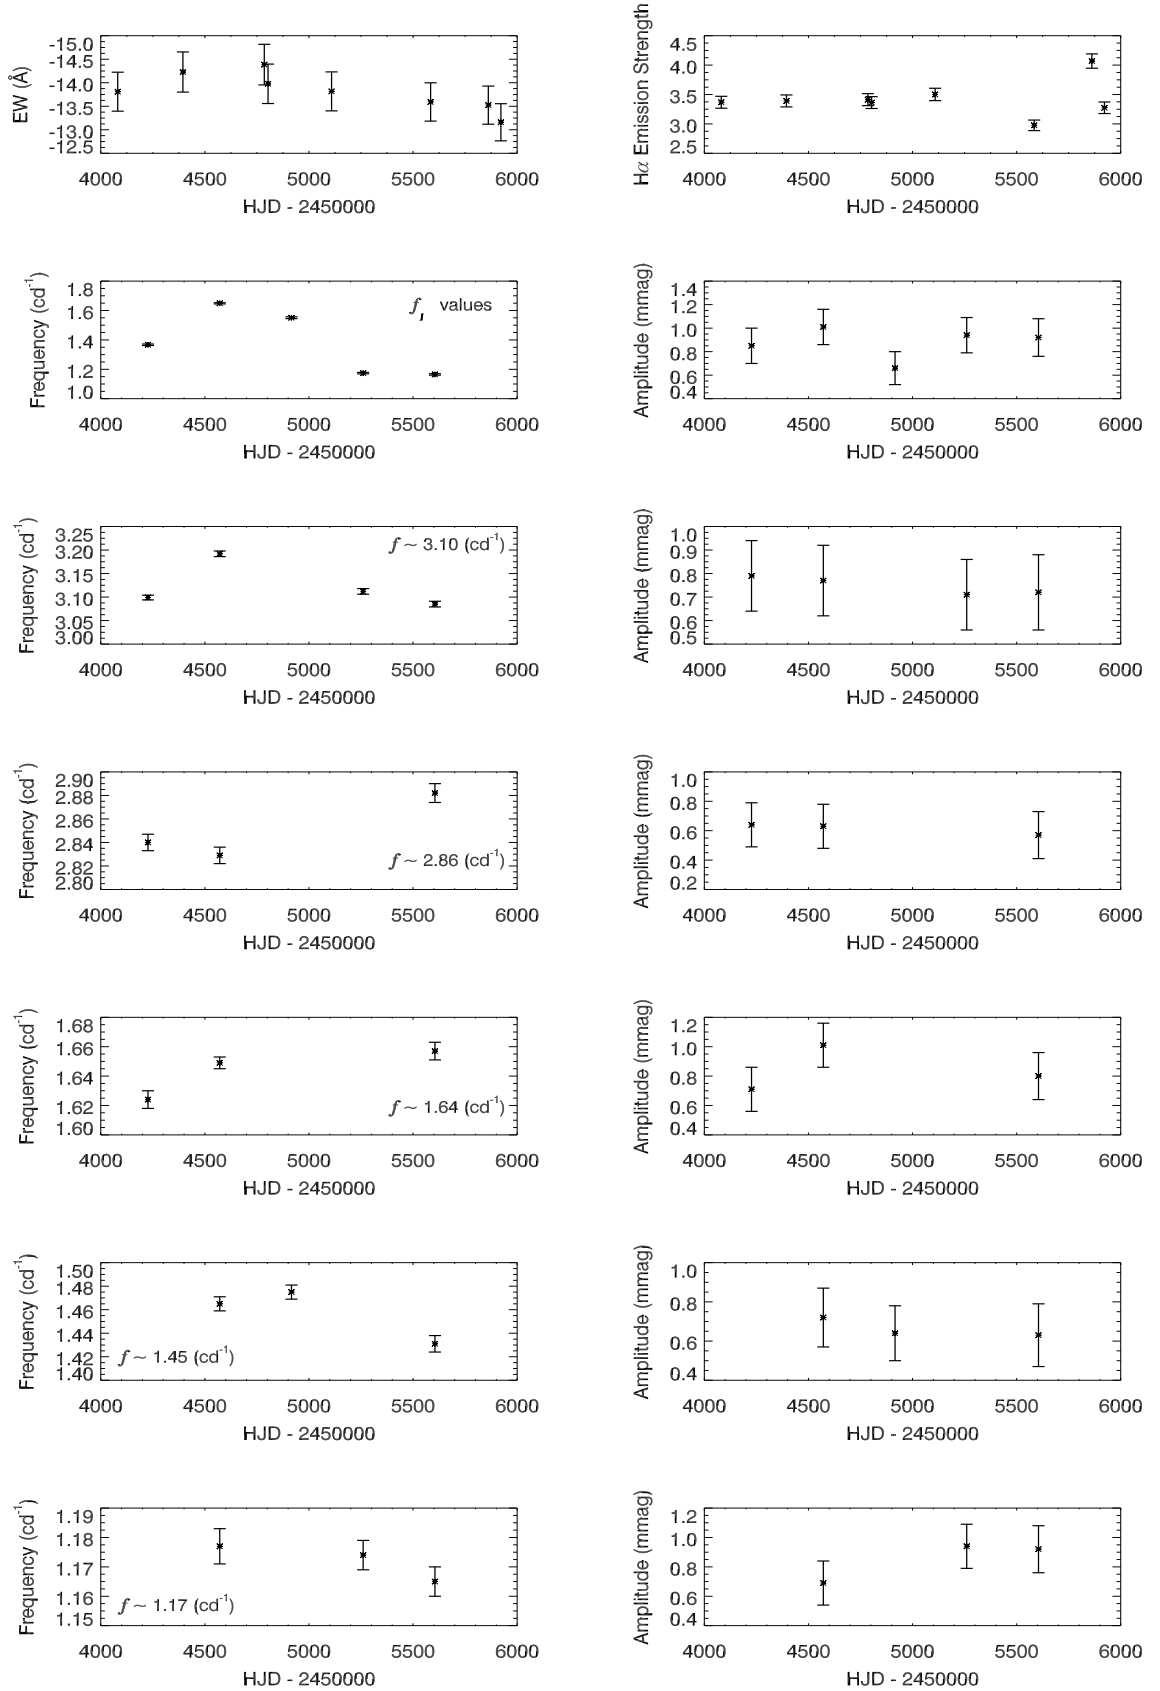 EW (Å)
-15.0
-14.5
-14.0
-13.5
-13.0
-12.5
4000 4500 5000 5500 6000
HJD - 2450000
Hα Emission Strength
4.5
4.0
3.5
3.0
2.5
4000 4500 5000 5500 6000
HJD - 2450000
Frequency (cd⁻¹)
1.8
1.6
1.4
1.2
1.0
f₁ values
4000 4500 5000 5500 6000
HJD - 2450000
Amplitude (mmag)
1.4
1.2
1.0
0.8
0.6
0.4
4000 4500 5000 5500 6000
HJD - 2450000
Frequency (cd⁻¹)
3.25
3.20
3.15
3.10
3.05
3.00
f ~ 3.10 (cd⁻¹)
4000 4500 5000 5500 6000
HJD - 2450000
Amplitude (mmag)
1.0
0.9
0.8
0.7
0.6
0.5
4000 4500 5000 5500 6000
HJD - 2450000
Frequency (cd⁻¹)
2.90
2.88
2.86
2.84
2.82
2.80
f ~ 2.86 (cd⁻¹)
4000 4500 5000 5500 6000
HJD - 2450000
Amplitude (mmag)
1.0
0.8
0.6
0.4
0.2
4000 4500 5000 5500 6000
HJD - 2450000
Frequency (cd⁻¹)
1.68
1.66
1.64
1.62
1.60
f ~ 1.64 (cd⁻¹)
4000 4500 5000 5500 6000
HJD - 2450000
Amplitude (mmag)
1.2
1.0
0.8
0.6
0.4
4000 4500 5000 5500 6000
HJD - 2450000
Frequency (cd⁻¹)
1.50
1.48
1.46
1.44
1.42
1.40
f ~ 1.45 (cd⁻¹)
4000 4500 5000 5500 6000
HJD - 2450000
Amplitude (mmag)
1.0
0.8
0.6
0.4
4000 4500 5000 5500 6000
HJD - 2450000
Frequency (cd⁻¹)
1.19
1.18
1.17
1.16
1.15
f ~ 1.17 (cd⁻¹)
4000 4500 5000 5500 6000
HJD - 2450000
Amplitude (mmag)
1.2
1.0
0.8
0.6
0.4
4000 4500 5000 5500 6000
HJD - 2450000